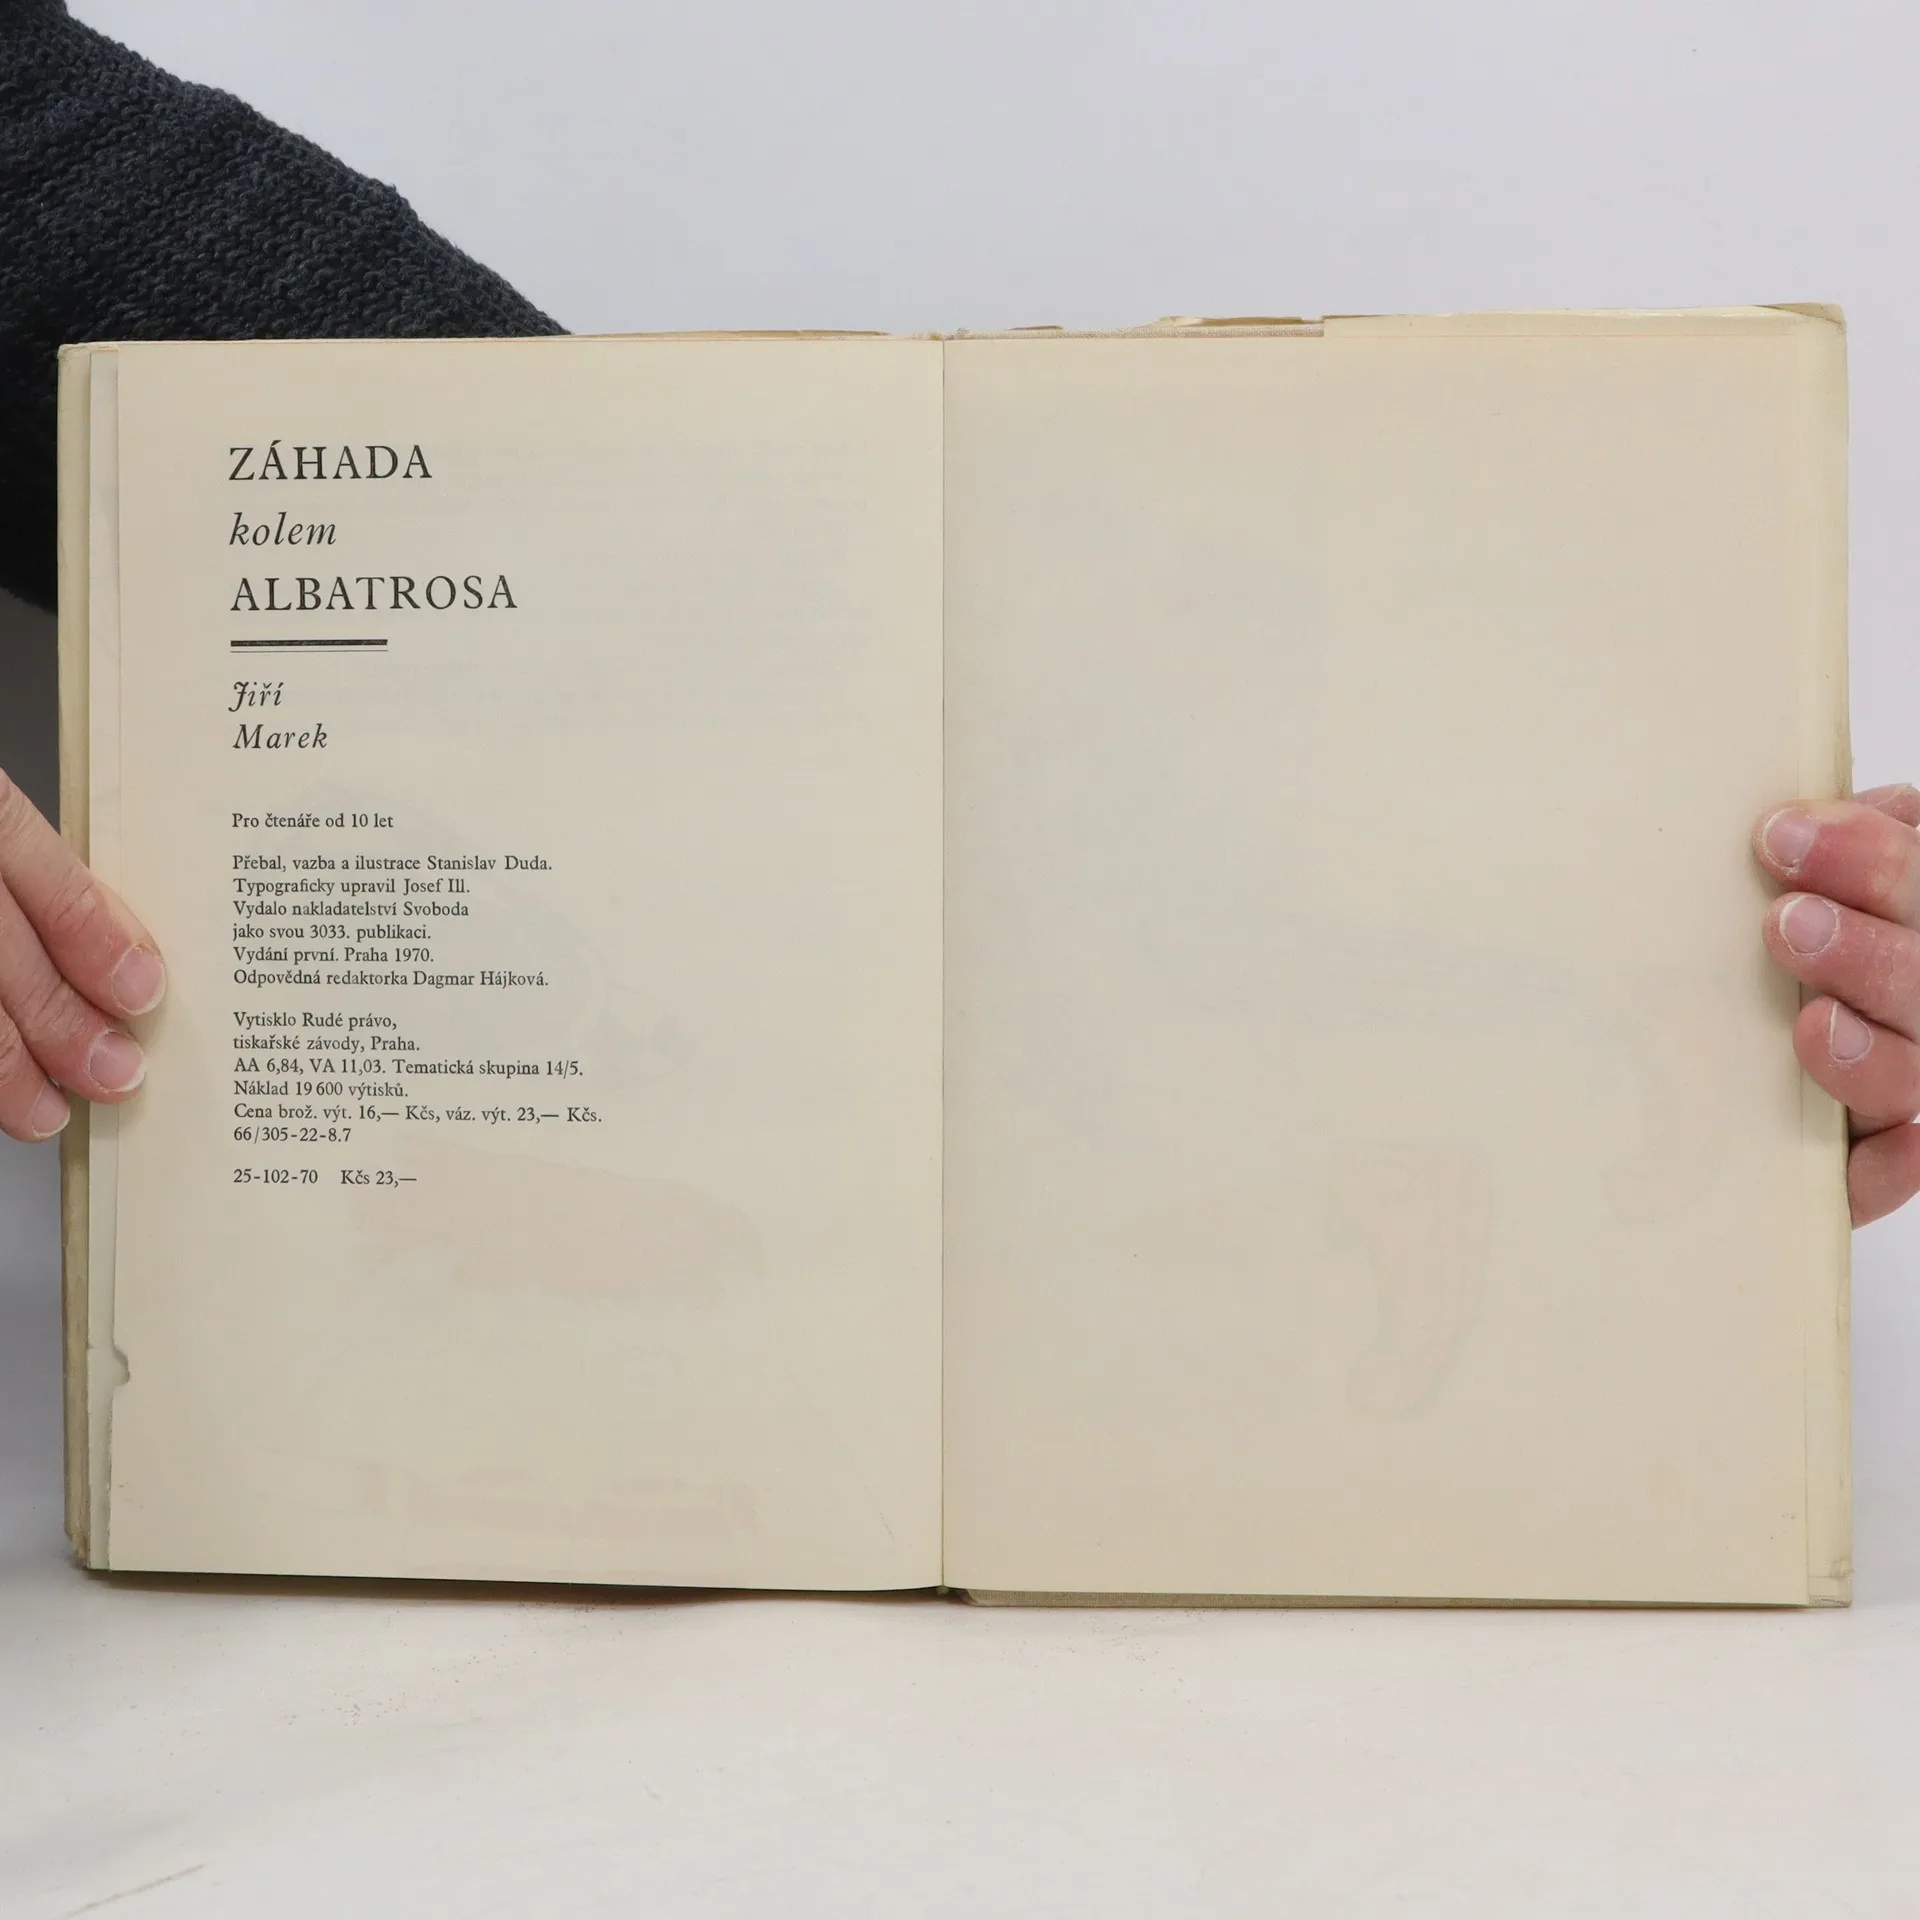 ZÁHADA
kolem
ALBATROSA
Jiří
Marek
Pro čtenáře od 10 let
Přebal, vazba a ilustrace Stanislav Duda.
Typograficky upravil Josef Ill.
Vydalo nakladatelství Svoboda
jako svou 3033. publikaci.
Vydání první. Praha 1970.
Odpovědná redaktorka Dagmar Hájková.
Vytisklo Rudé právo,
tiskařské závody, Praha.
AA 6,84, VA 11,03. Tematická skupina 14/5.
Náklad 19 600 výtisků.
Cena brož. výt. 16,— Kčs, váz. výt. 23,— Kčs.
66/305-22-8.7
25-102-70 Kčs 23,—